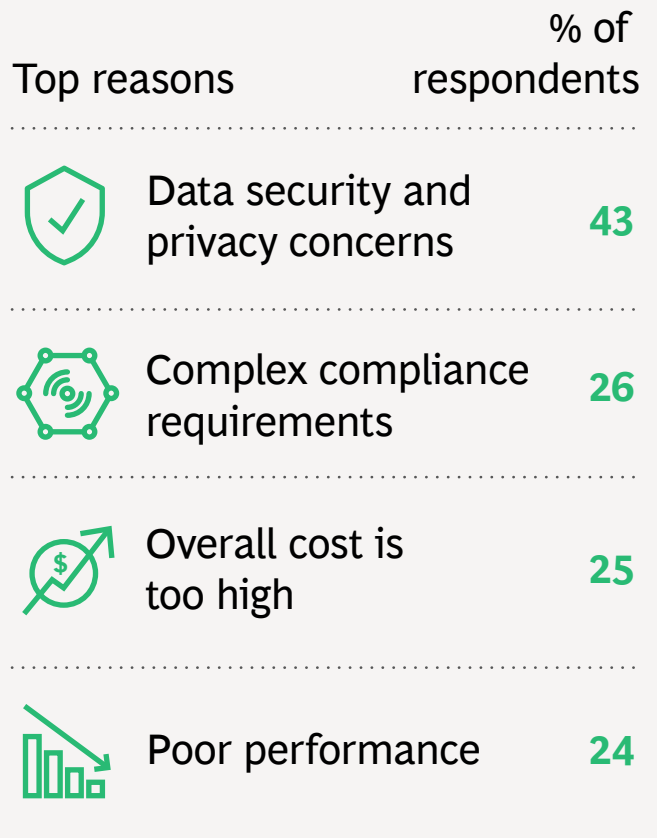 % of
Top reasons respondents
Data security and
privacy concerns 43
Complex compliance
requirements 26
$
Overall cost is
too high 25
Poor performance 24